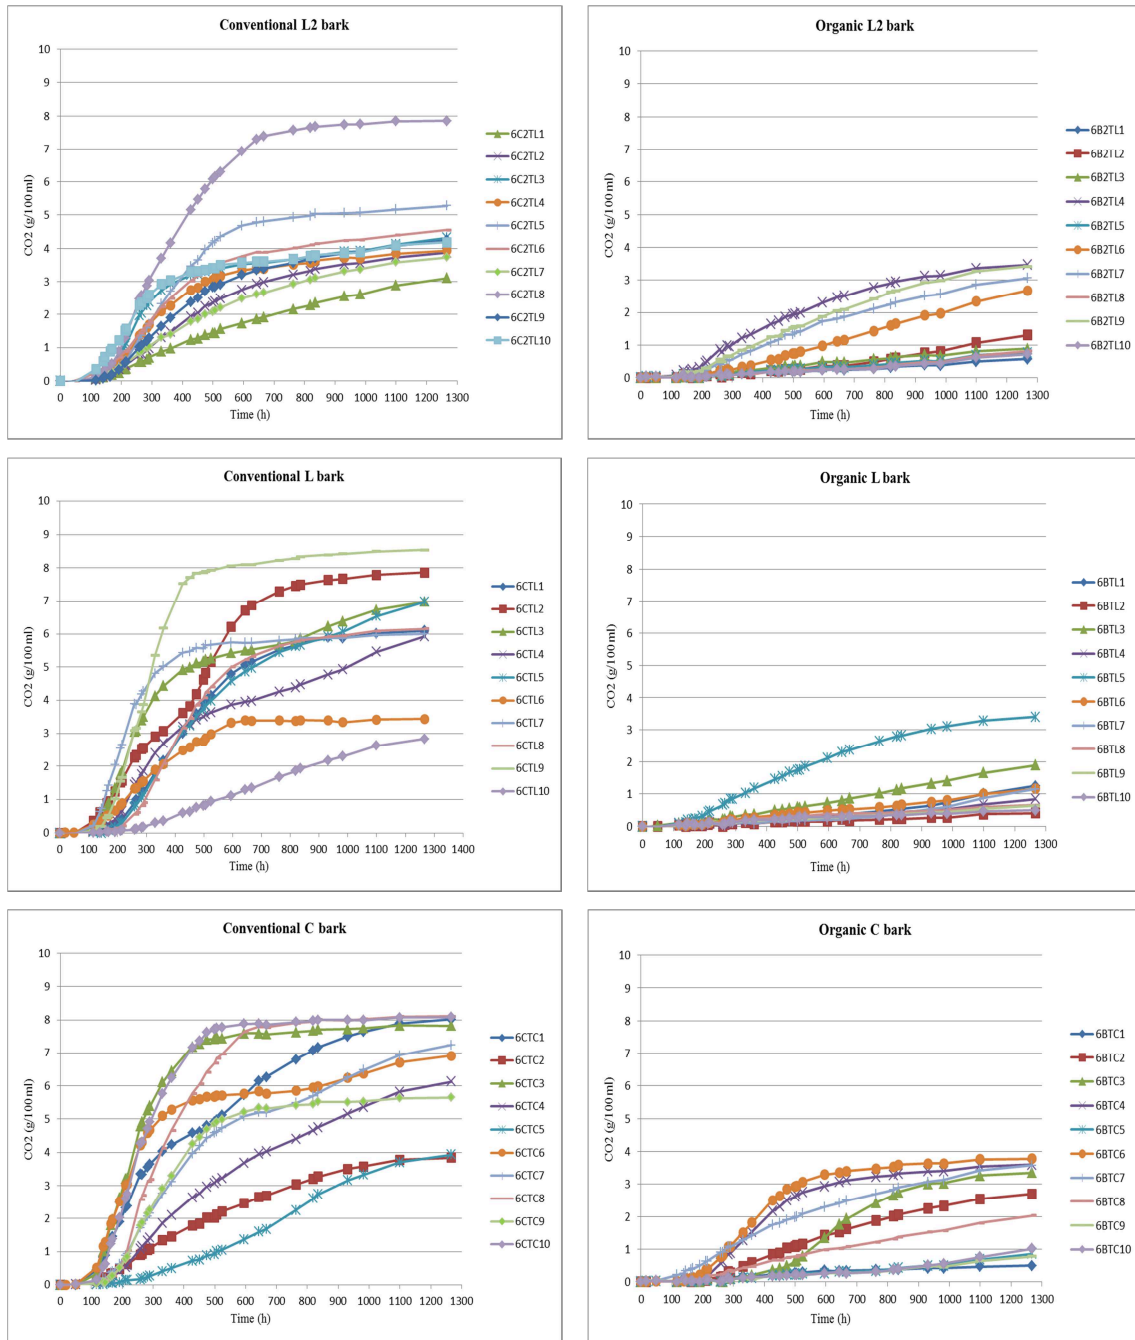 Conventional L2 bark
CO2 (g/100ml)
10
9
8
7
6
5
4
3
2
1
0
0 100 200 300 400 500 600 700 800 900 1000 1100 1200 1300
Time (h)
6C2TL1
6C2TL2
6C2TL3
6C2TL4
6C2TL5
6C2TL6
6C2TL7
6C2TL8
6C2TL9
6C2TL10
Organic L2 bark
CO2 (g/100ml)
10
9
8
7
6
5
4
3
2
1
0
0 100 200 300 400 500 600 700 800 900 1000 1100 1200 1300
Time (h)
6B2TL1
6B2TL2
6B2TL3
6B2TL4
6B2TL5
6B2TL6
6B2TL7
6B2TL8
6B2TL9
6B2TL10
Conventional L bark
CO2 (g/100ml)
10
9
8
7
6
5
4
3
2
1
0
0 100 200 300 400 500 600 700 800 900 1000 1100 1200 1300 1400
Time (h)
6CTL1
6CTL2
6CTL3
6CTL4
6CTL5
6CTL6
6CTL7
6CTL8
6CTL9
6CTL10
Organic L bark
CO2 (g/100ml)
10
9
8
7
6
5
4
3
2
1
0
0 100 200 300 400 500 600 700 800 900 1000 1100 1200 1300
Time (h)
6BTL1
6BTL2
6BTL3
6BTL4
6BTL5
6BTL6
6BTL7
6BTL8
6BTL9
6BTL10
Conventional C bark
CO2 (g/100ml)
10
9
8
7
6
5
4
3
2
1
0
0 100 200 300 400 500 600 700 800 900 1000 1100 1200 1300
Time (h)
6CTC1
6CTC2
6CTC3
6CTC4
6CTC5
6CTC6
6CTC7
6CTC8
6CTC9
6CTC10
Organic C bark
CO2 (g/100ml)
10
9
8
7
6
5
4
3
2
1
0
0 100 200 300 400 500 600 700 800 900 1000 1100 1200 1300
Time (h)
6BTC1
6BTC2
6BTC3
6BTC4
6BTC5
6BTC6
6BTC7
6BTC8
6BTC9
6BTC10